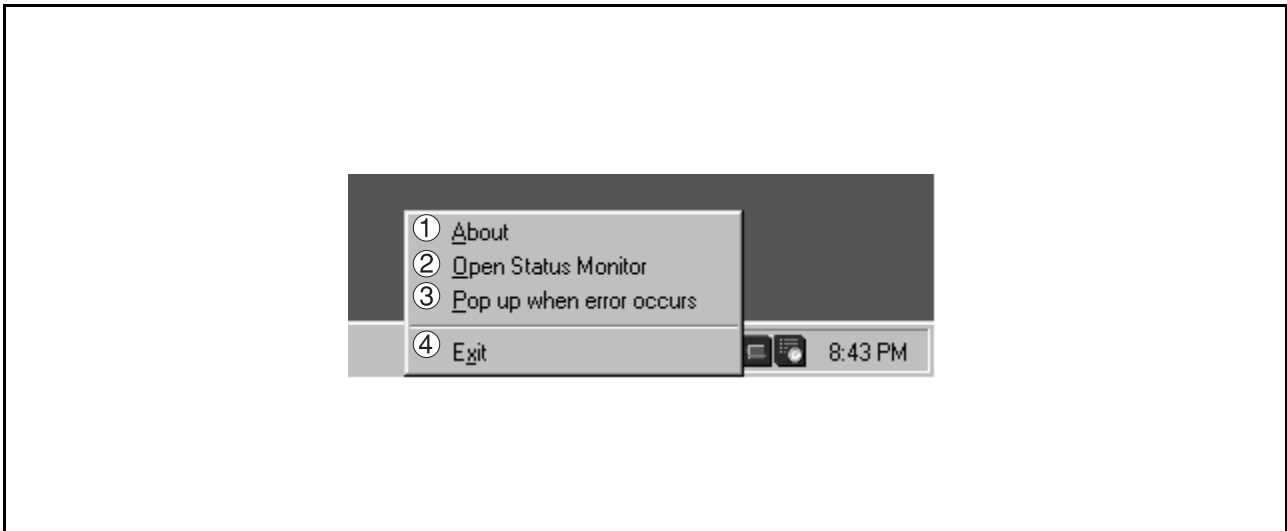 ① About
② Open Status Monitor
③ Pop up when error occurs
④ Exit
8:43 PM